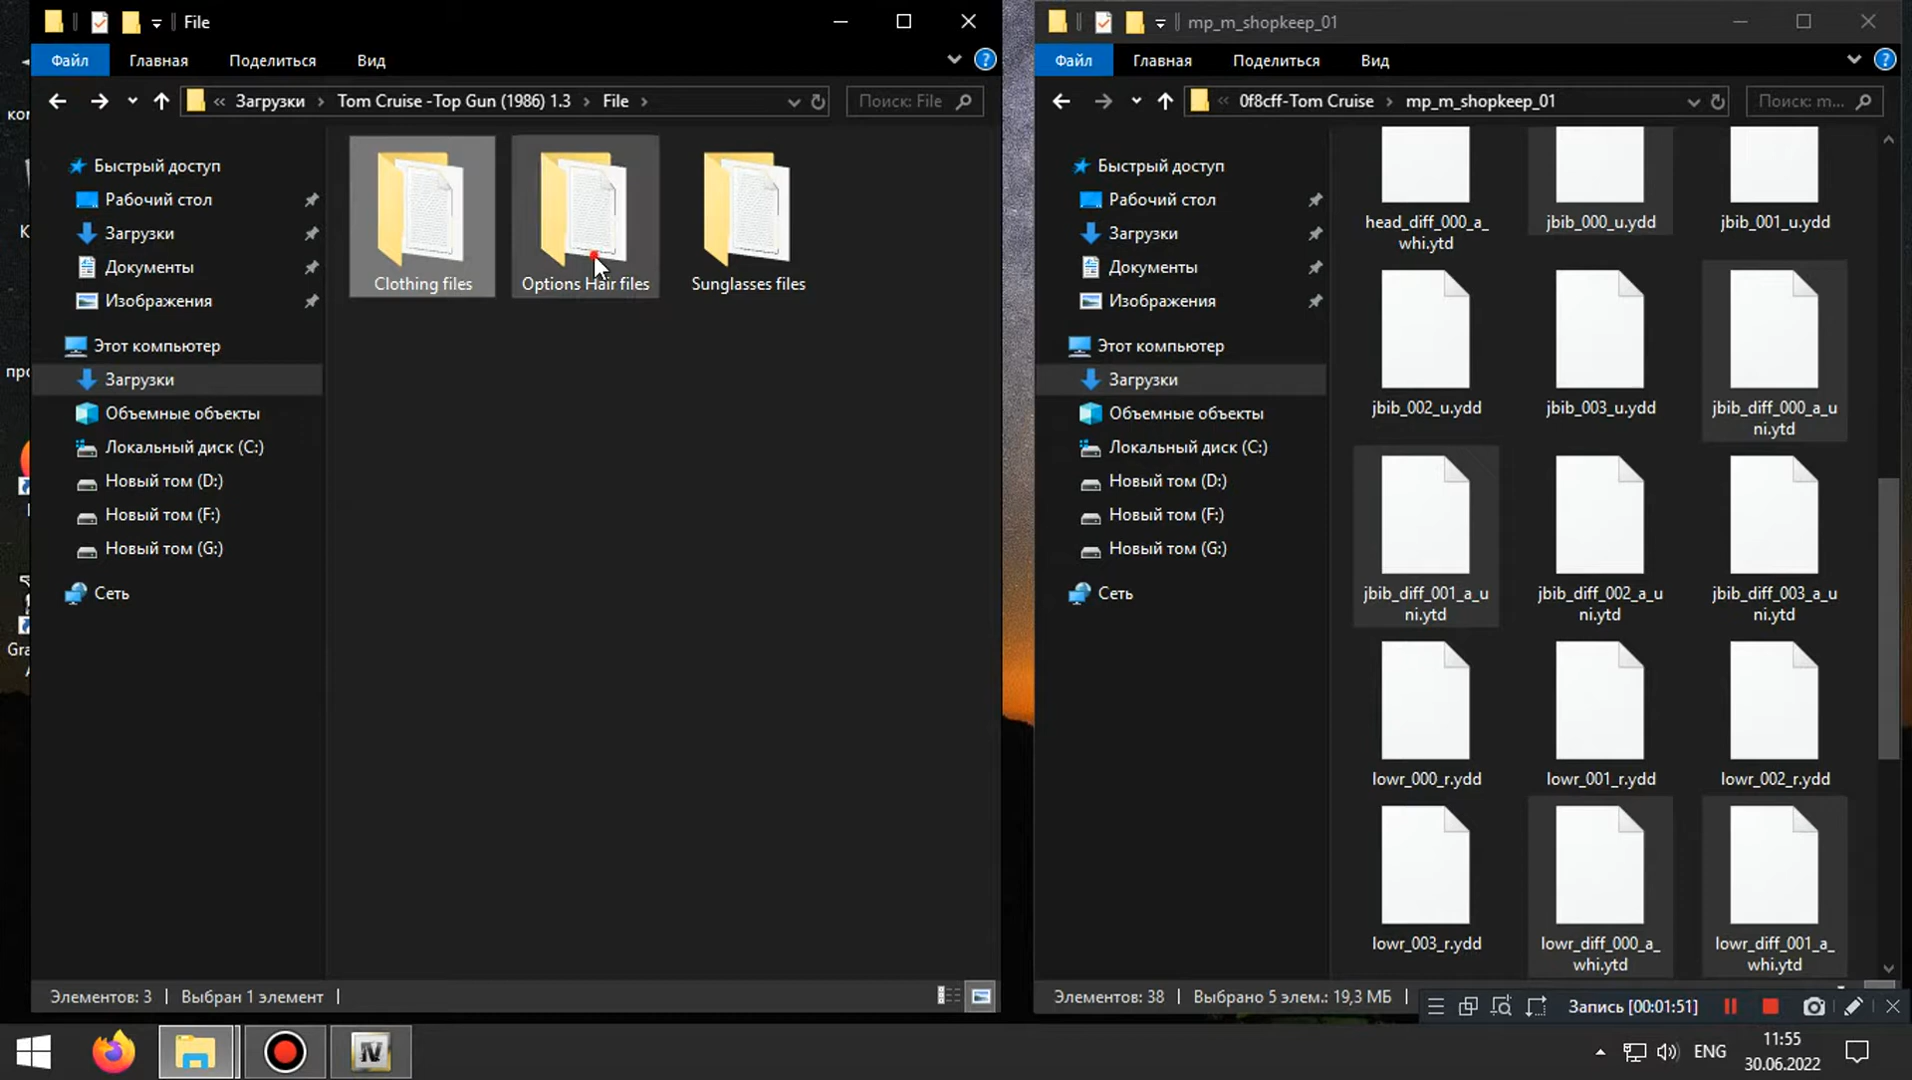 File
Файл
Главная
Поделиться
Вид
« Загрузки › Tom Cruise -Top Gun (1986) 1.3 › File ›
Поиск: File
Быстрый доступ
Рабочий стол
Загрузки
Документы
Изображения
Этот компьютер
Загрузки
Объемные объекты
Локальный диск (C:)
Новый том (D:)
Новый том (F:)
Новый том (G:)
Сеть
Clothing files
Options Hair files
Sunglasses files
Элементов: 3
Выбран 1 элемент
mp_m_shopkeep_01
Файл
Главная
Поделиться
Вид
« 0f8cff-Tom Cruise › mp_m_shopkeep_01
Поиск: m...
Быстрый доступ
Рабочий стол
Загрузки
Документы
Изображения
Этот компьютер
Загрузки
Объемные объекты
Локальный диск (C:)
Новый том (D:)
Новый том (F:)
Новый том (G:)
Сеть
head_diff_000_a_
whi.ytd
jbib_000_u.ydd
jbib_001_u.ydd
jbib_002_u.ydd
jbib_003_u.ydd
jbib_diff_000_a_u
ni.ytd
jbib_diff_001_a_u
ni.ytd
jbib_diff_002_a_u
ni.ytd
jbib_diff_003_a_u
ni.ytd
lowr_000_r.ydd
lowr_001_r.ydd
lowr_002_r.ydd
lowr_003_r.ydd
lowr_diff_000_a_
whi.ytd
lowr_diff_001_a_
whi.ytd
Элементов: 38
Выбрано 5 элем.: 19,3 МБ
Запись [00:01:51]
IV
ENG
11:55
30.06.2022